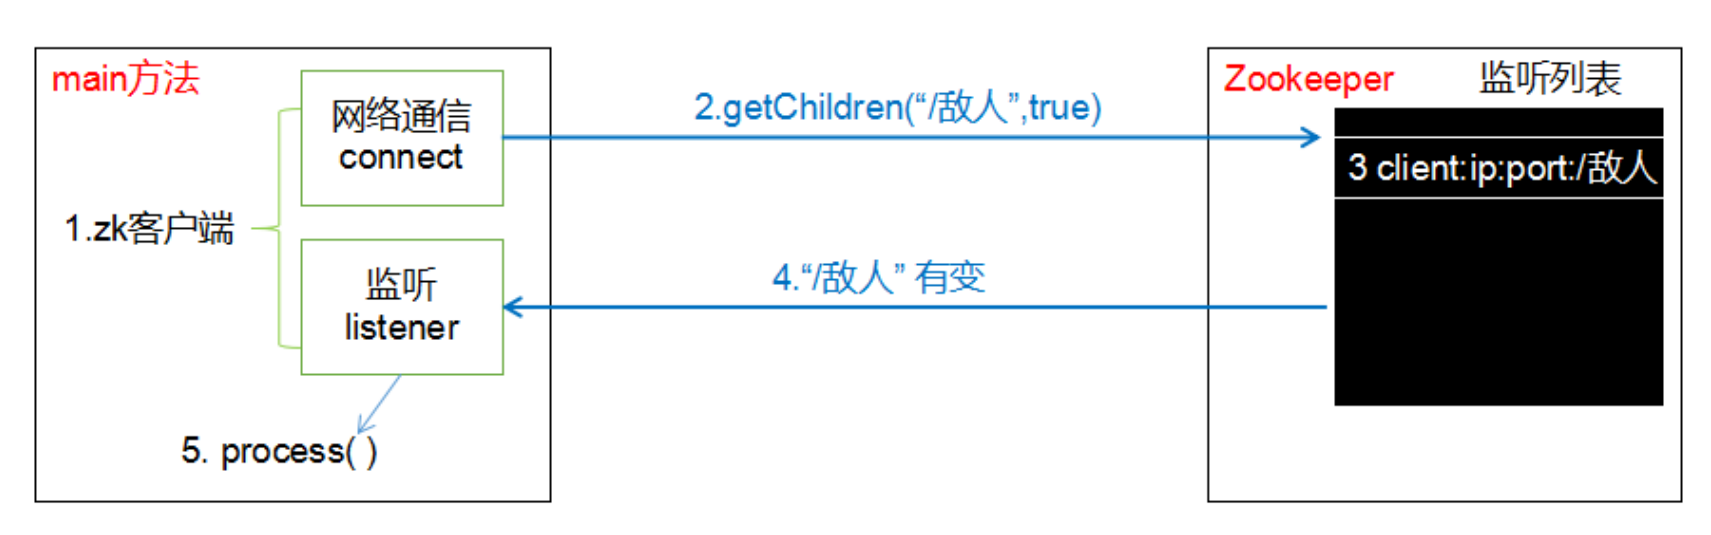 main方法
网络通信
connect
1.zk客户端
监听
listener
5. process( )
2.getChildren(“/敌人”,true)
4.“/敌人” 有变
Zookeeper 监听列表
3 client:ip:port:/敌人